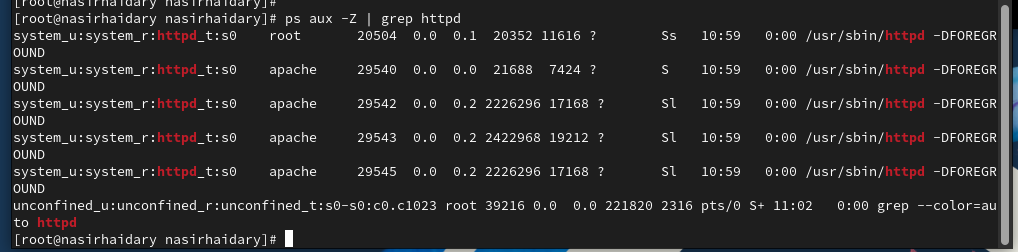 [root@nasirhaidary nasirhaidary]#
[root@nasirhaidary nasirhaidary]# ps aux -Z | grep httpd
system_u:system_r:httpd_t:s0    root       20504  0.0  0.1  20352 11616 ?        Ss   10:59   0:00 /usr/sbin/httpd -DFOREGR
OUND
system_u:system_r:httpd_t:s0    apache     29540  0.0  0.0  21688  7424 ?        S    10:59   0:00 /usr/sbin/httpd -DFOREGR
OUND
system_u:system_r:httpd_t:s0    apache     29542  0.0  0.2 2226296 17168 ?       Sl   10:59   0:00 /usr/sbin/httpd -DFOREGR
OUND
system_u:system_r:httpd_t:s0    apache     29543  0.0  0.2 2422968 19212 ?       Sl   10:59   0:00 /usr/sbin/httpd -DFOREGR
OUND
system_u:system_r:httpd_t:s0    apache     29545  0.0  0.2 2226296 17168 ?       Sl   10:59   0:00 /usr/sbin/httpd -DFOREGR
OUND
unconfined_u:unconfined_r:unconfined_t:s0-s0:c0.c1023 root 39216 0.0  0.0 221820 2316 pts/0 S+ 11:02   0:00 grep --color=au
to httpd
[root@nasirhaidary nasirhaidary]#